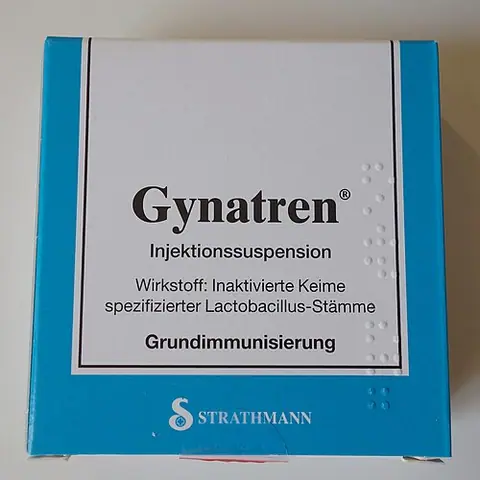 Gynatren®
Injektionssuspension
Wirkstoff: Inaktivierte Keime
spezifizierter Lactobacillus-Stämme
Grundimmunisierung
STRATHMANN